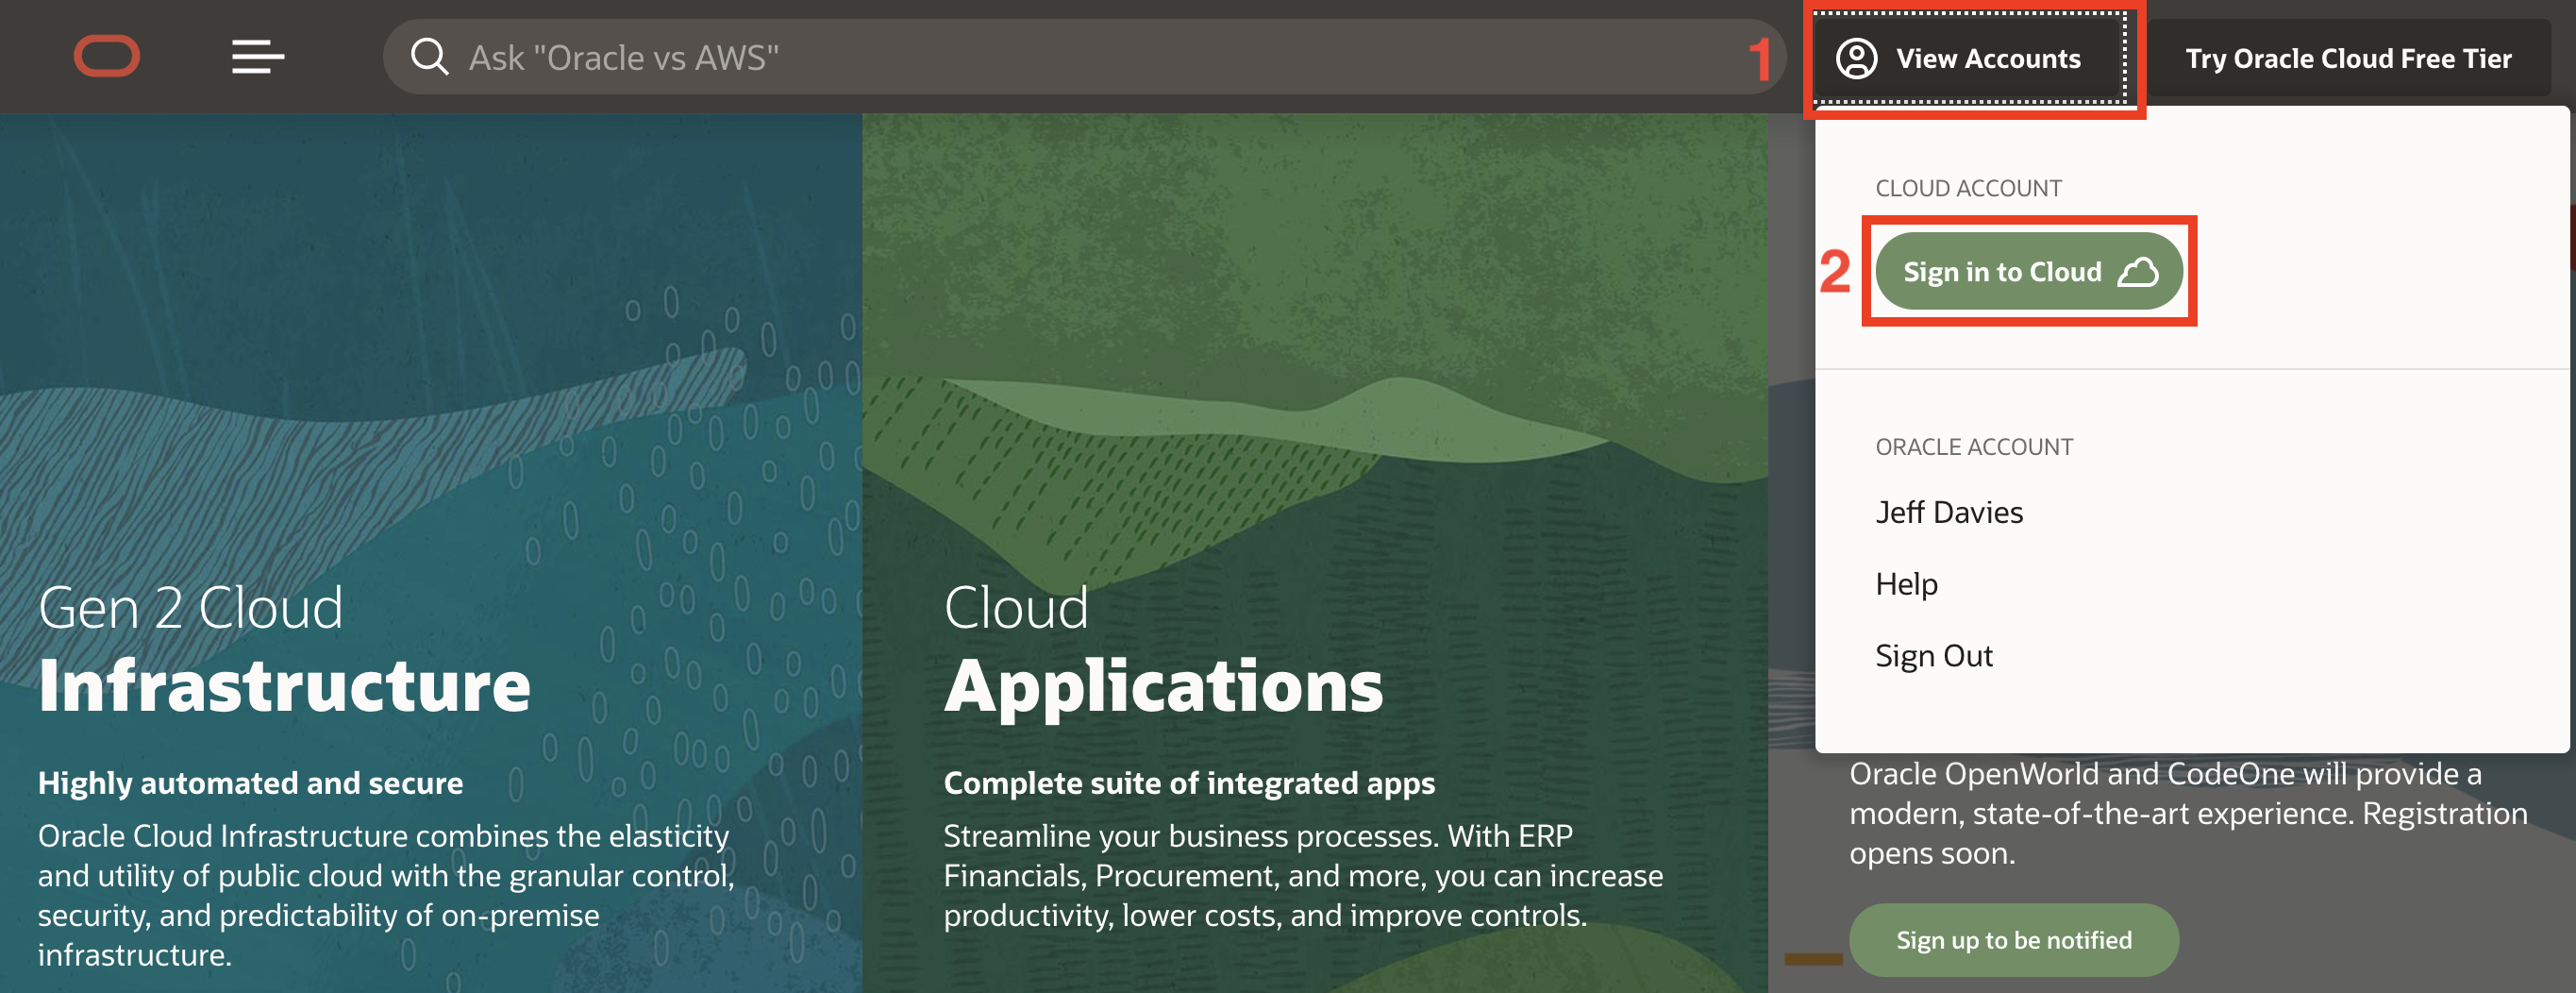 Ask "Oracle vs AWS"
1
View Accounts
Try Oracle Cloud Free Tier
CLOUD ACCOUNT
2
Sign in to Cloud
ORACLE ACCOUNT
Jeff Davies
Help
Sign Out
Gen 2 Cloud
Infrastructure
Highly automated and secure
Oracle Cloud Infrastructure combines the elasticity
and utility of public cloud with the granular control,
security, and predictability of on-premise
infrastructure.
Cloud
Applications
Complete suite of integrated apps
Streamline your business processes. With ERP
Financials, Procurement, and more, you can increase
productivity, lower costs, and improve controls.
Oracle OpenWorld and CodeOne will provide a
modern, state-of-the-art experience. Registration
opens soon.
Sign up to be notified